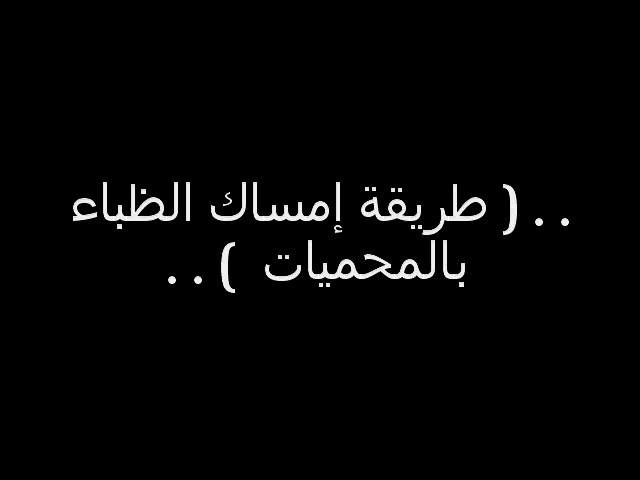 . . ( طريقة إمساك الظباء
بالمحميات ) . .